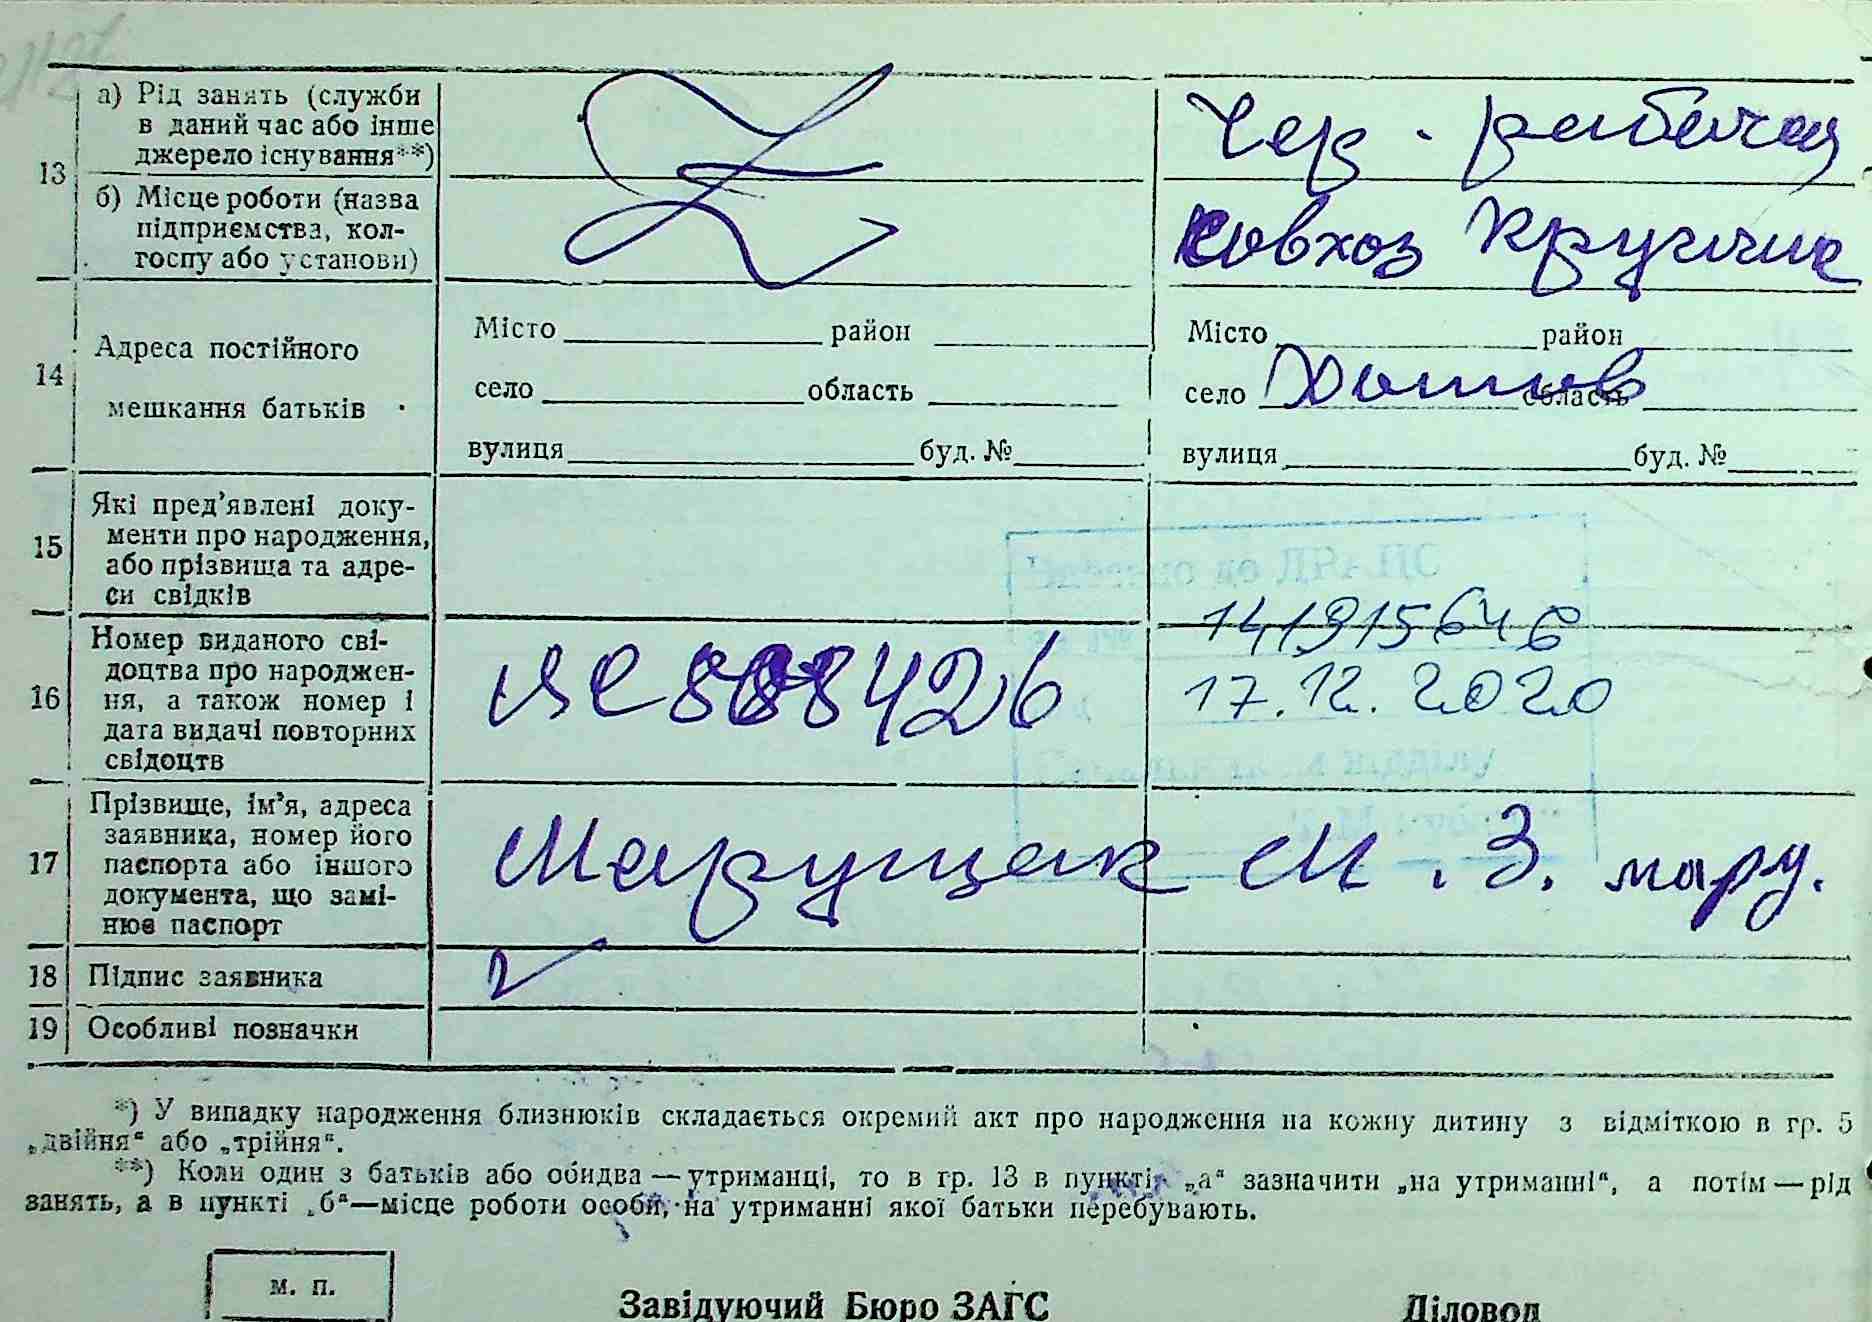 13
а) Рід занять (служби
в даний час або інше
джерело існування**)
Чер. рабочая
б) Місце роботи (назва
підприємства, кол-
госпу або установи)
совхоз Кругник
14
Адреса постійного
мешкання батьків
Місто район
село область
вулиця буд. №
Місто район
село Хотив область
вулиця буд. №
15
Які пред’явлені доку-
менти про народження,
або прізвища та адре-
си свідків
16
Номер виданого сві-
доцтва про народжен-
ня, а також номер і
дата видачі повторних
свідоцтв
426
141915646
17.12.2020
17
Прізвище, ім’я, адреса
заявника, номер його
паспорта або іншого
документа, що замі-
нює паспорт
Марущак М. З. мару.
18 Підпис заявника
19 Особливі позначки
*) У випадку народження близнюків складається окремий акт про народження на кожну дитину з відміткою в гр. 5
„двійня“ або „трійня“.
**) Коли один з батьків або обидва — утриманці, то в гр. 13 в пункті „а“ зазначити „на утриманні“, а потім — рід
занять, а в пункті „б“—місце роботи особи, на утриманні якої батьки перебувають.
м. п.
Завідуючий Бюро ЗАГС Діловод